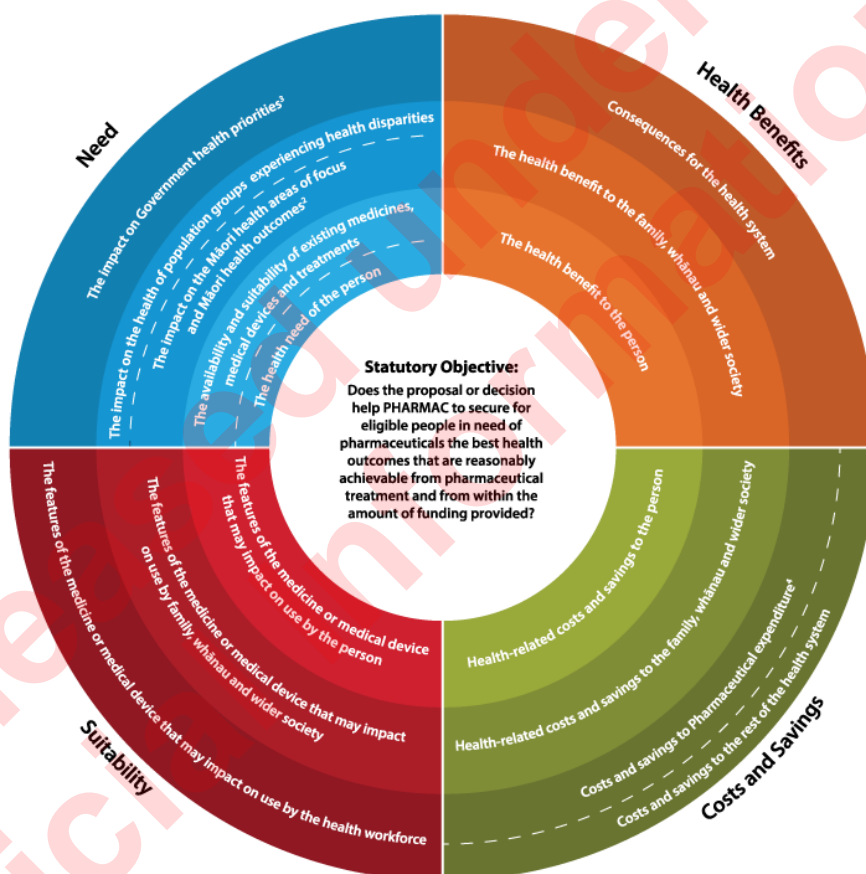 Need
The impact on Government health priorities³
The impact on the health of population groups experiencing health disparities
The impact on the Māori health areas of focus
and Māori health outcomes²
The availability and suitability of existing medicines,
medical devices and treatments
The health need of the person
Health Benefits
Consequences for the health system
The health benefit to the family, whānau and wider society
The health benefit to the person
Statutory Objective:
Does the proposal or decision
help PHARMAC to secure for
eligible people in need of
pharmaceuticals the best health
outcomes that are reasonably
achievable from pharmaceutical
treatment and from within the
amount of funding provided?
Suitability
The features of the medicine or medical device
that may impact on use by the person
The features of the medicine or medical device that may impact
on use by family, whānau and wider society
The features of the medicine or medical device that may impact on use by the health workforce
Costs and Savings
Health-related costs and savings to the person
Health-related costs and savings to the family, whānau and wider society
Costs and savings to Pharmaceutical expenditure⁴
Costs and savings to the rest of the health system